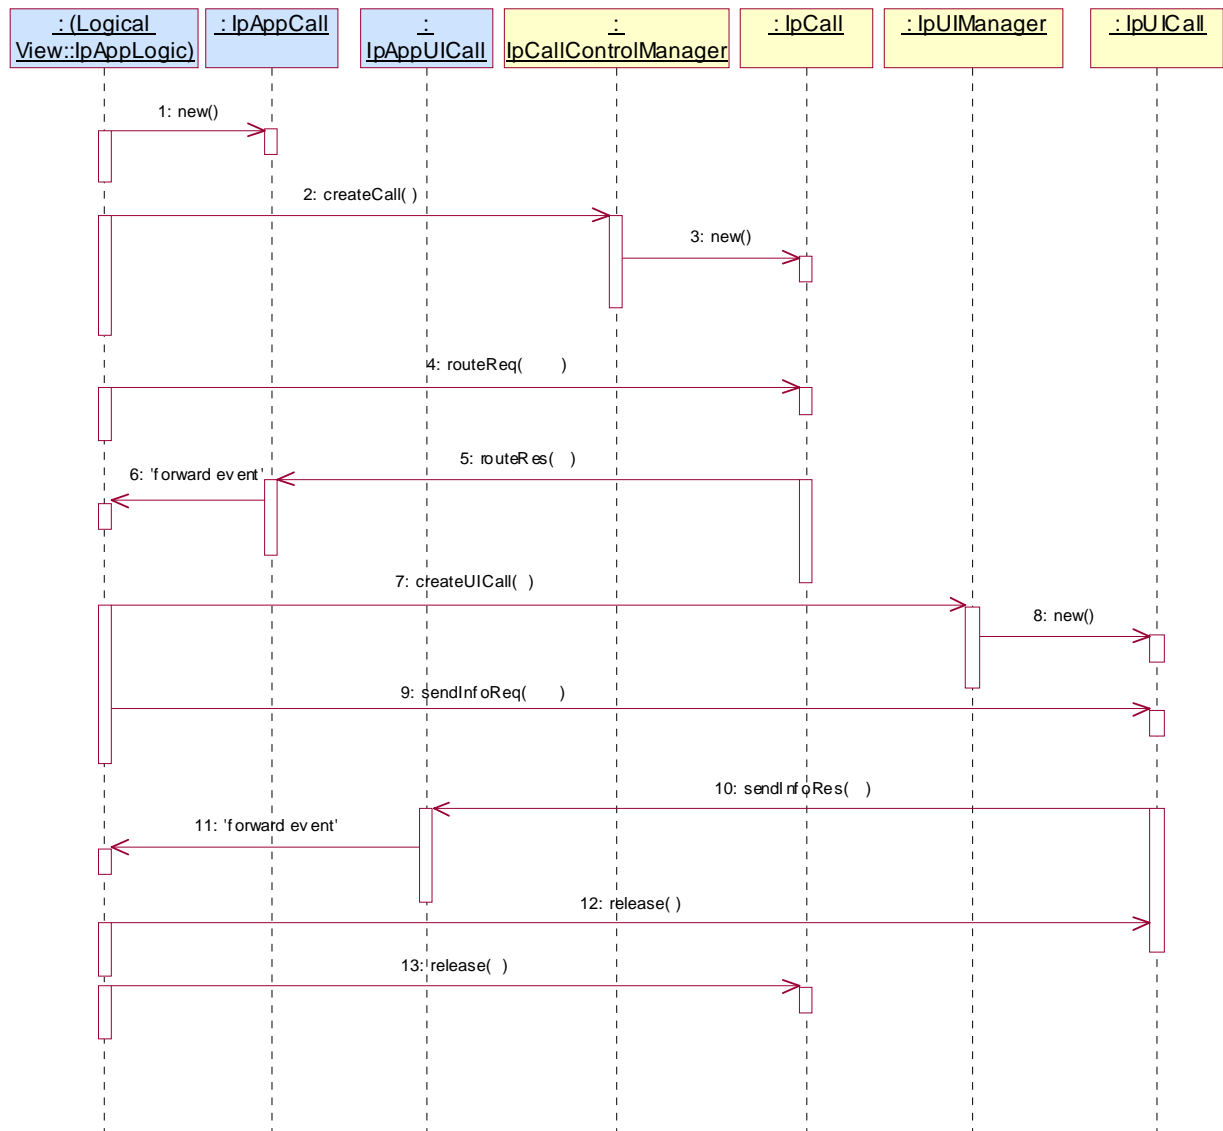 : (Logical
View::IpAppLogic)
: IpAppCall
:
IpAppUICall
:
IpCallControlManager
: IpCall
: IpUIManager
: IpUICall
1: new()
2: createCall( )
3: new()
4: routeReq( )
5: routeRes( )
6: 'forward event'
7: createUICall( )
8: new()
9: sendInfoReq( )
10: sendInfoRes( )
11: 'forward event'
12: release( )
13: release( )